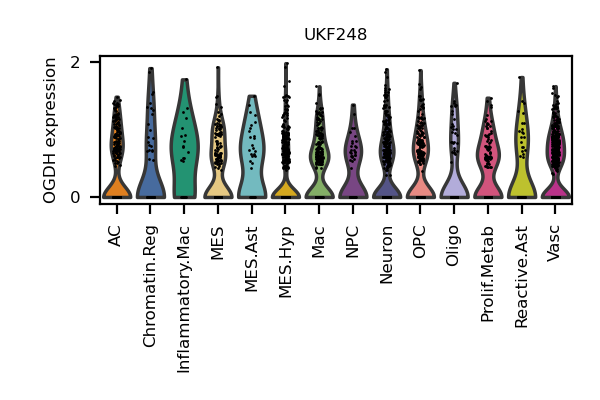 UKF248
OGDH expression
2
0
AC
Chromatin.Reg
Inflammatory.Mac
MES
MES.Ast
MES.Hyp
Mac
NPC
Neuron
OPC
Oligo
Prolif.Metab
Reactive.Ast
Vasc